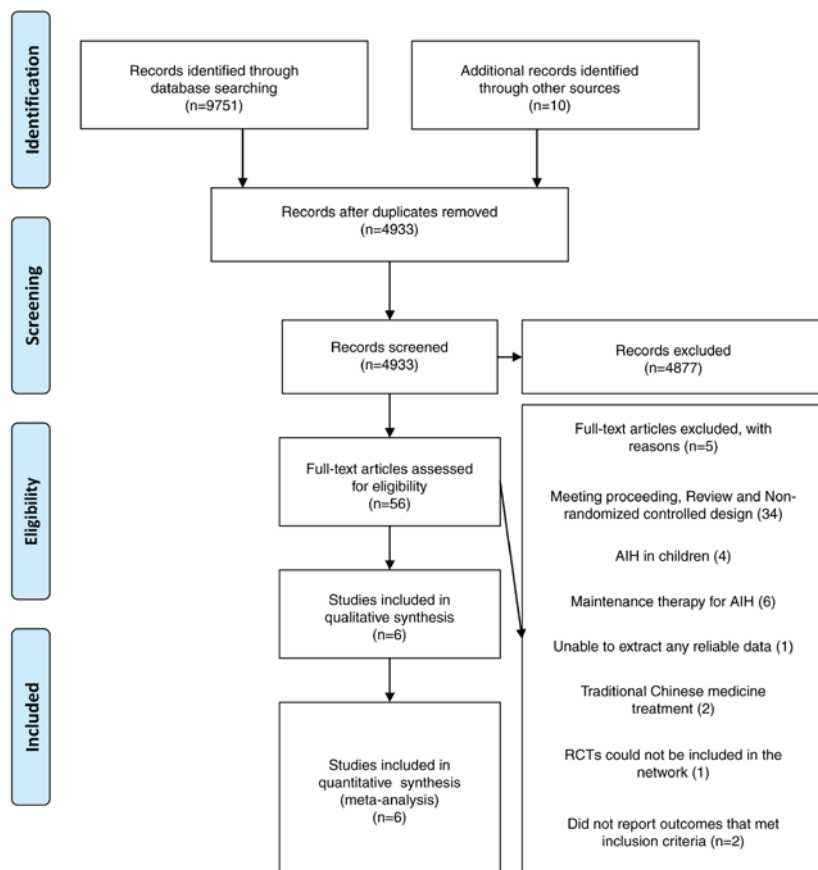 Identification
Records identified through
database searching
(n=9751)
Additional records identified
through other sources
(n=10)
Records after duplicates removed
(n=4933)
Screening
Records screened
(n=4933)
Records excluded
(n=4877)
Eligibility
Full-text articles assessed
for eligibility
(n=56)
Full-text articles excluded, with
reasons (n=5)
Meeting proceeding, Review and Non-
randomized controlled design (34)
AIH in children (4)
Maintenance therapy for AIH (6)
Unable to extract any reliable data (1)
Traditional Chinese medicine
treatment (2)
RCTs could not be included in the
network (1)
Did not report outcomes that met
inclusion criteria (n=2)
Studies included in
qualitative synthesis
(n=6)
Included
Studies included in
quantitative synthesis
(meta-analysis)
(n=6)